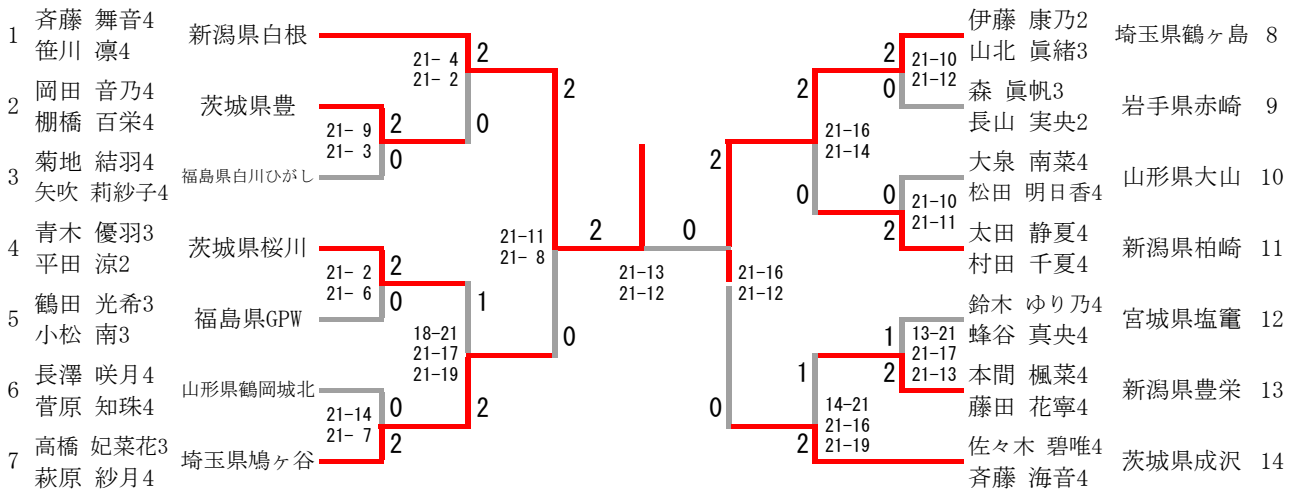 1
斉藤 舞音4
笹川 凛4
新潟県白根
2
岡田 音乃4
棚橋 百栄4
茨城県豊
3
菊地 結羽4
矢吹 莉紗子4
福島県白川ひがし
4
青木 優羽3
平田 涼2
茨城県桜川
5
鶴田 光希3
小松 南3
福島県GPW
6
長澤 咲月4
菅原 知珠4
山形県鶴岡城北
7
高橋 妃菜花3
萩原 紗月4
埼玉県鳩ヶ谷
21- 9
21- 3
2
0
21- 4
21- 2
2
0
21- 2
21- 6
2
0
21-14
21- 7
0
2
18-21
21-17
21-19
1
2
21-11
21- 8
2
0
2
0
21-13
21-12
2
0
21-16
21-12
21-16
21-14
2
0
21-10
21-12
2
0
21-10
21-11
0
2
13-21
21-17
21-13
1
2
14-21
21-16
21-19
1
2
伊藤 康乃2
山北 眞緒3
埼玉県鶴ヶ島
8
森 眞帆3
長山 実央2
岩手県赤崎
9
大泉 南菜4
松田 明日香4
山形県大山
10
太田 静夏4
村田 千夏4
新潟県柏崎
11
鈴木 ゆり乃4
蜂谷 真央4
宮城県塩竈
12
本間 楓菜4
藤田 花寧4
新潟県豊栄
13
佐々木 碧唯4
斉藤 海音4
茨城県成沢
14